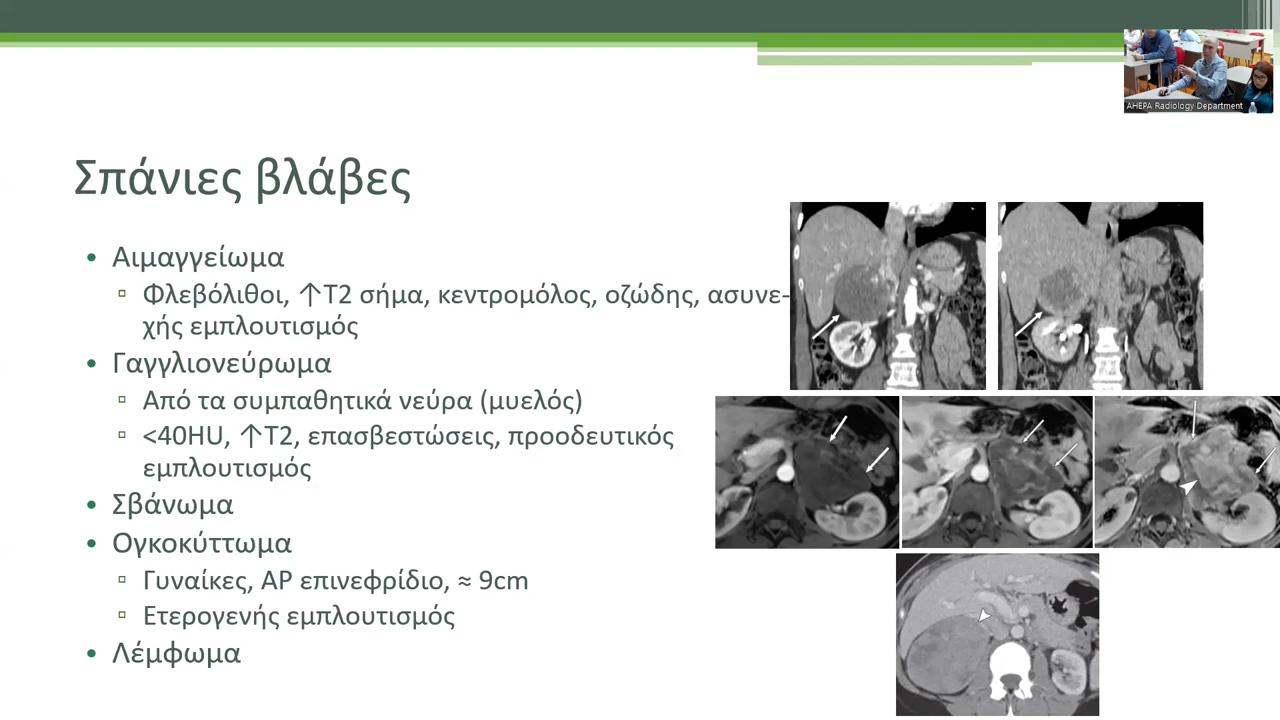 AHEPA Radiology Department
Σπάνιες βλάβες
• Αιμαγγείωμα
▫ Φλεβόλιθοι, ↑Τ2 σήμα, κεντρομόλος, οζώδης, ασυνε-
χής εμπλουτισμός
• Γαγγλιονεύρωμα
▫ Από τα συμπαθητικά νεύρα (μυελός)
▫ <40HU, ↑Τ2, επασβεστώσεις, προοδευτικός
εμπλουτισμός
• Σβάνωμα
• Ογκοκύττωμα
▫ Γυναίκες, ΑΡ επινεφρίδιο, ≈ 9cm
▫ Ετερογενής εμπλουτισμός
• Λέμφωμα